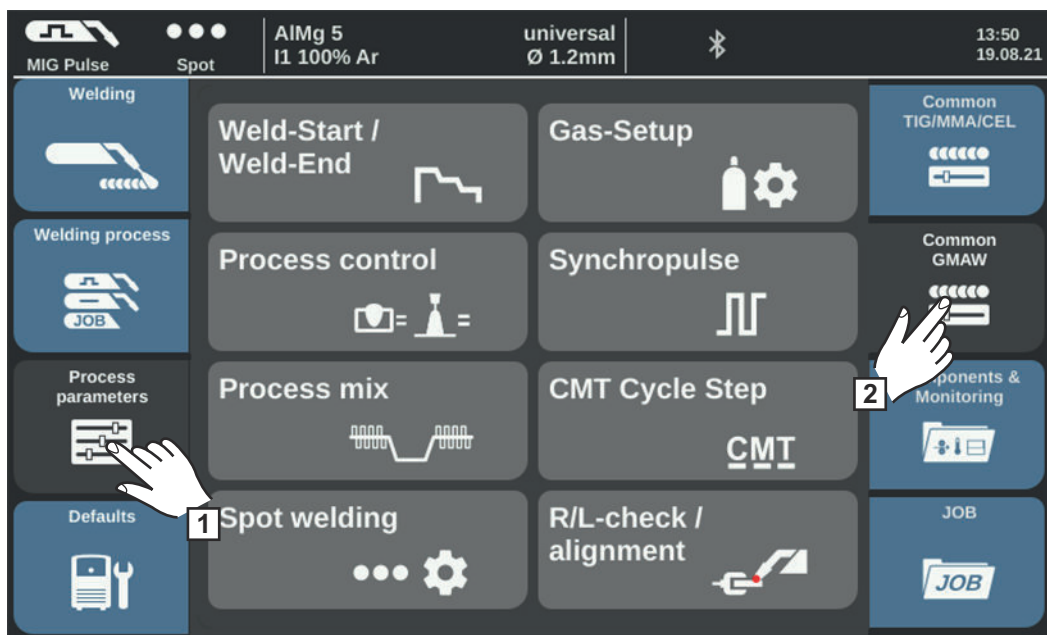 MIG Pulse
Spot
AlMg 5
I1 100% Ar
universal
Ø 1.2mm
13:50
19.08.21
Welding
Welding process
JOB
Process
parameters
1
Defaults
Weld-Start /
Weld-End
Gas-Setup
Process control
= =
Synchropulse
Process mix
CMT Cycle Step
CMT
Spot welding
R/L-check /
alignment
Common
TIG/MMA/CEL
Common
GMAW
2
Monitoring
JOB
JOB